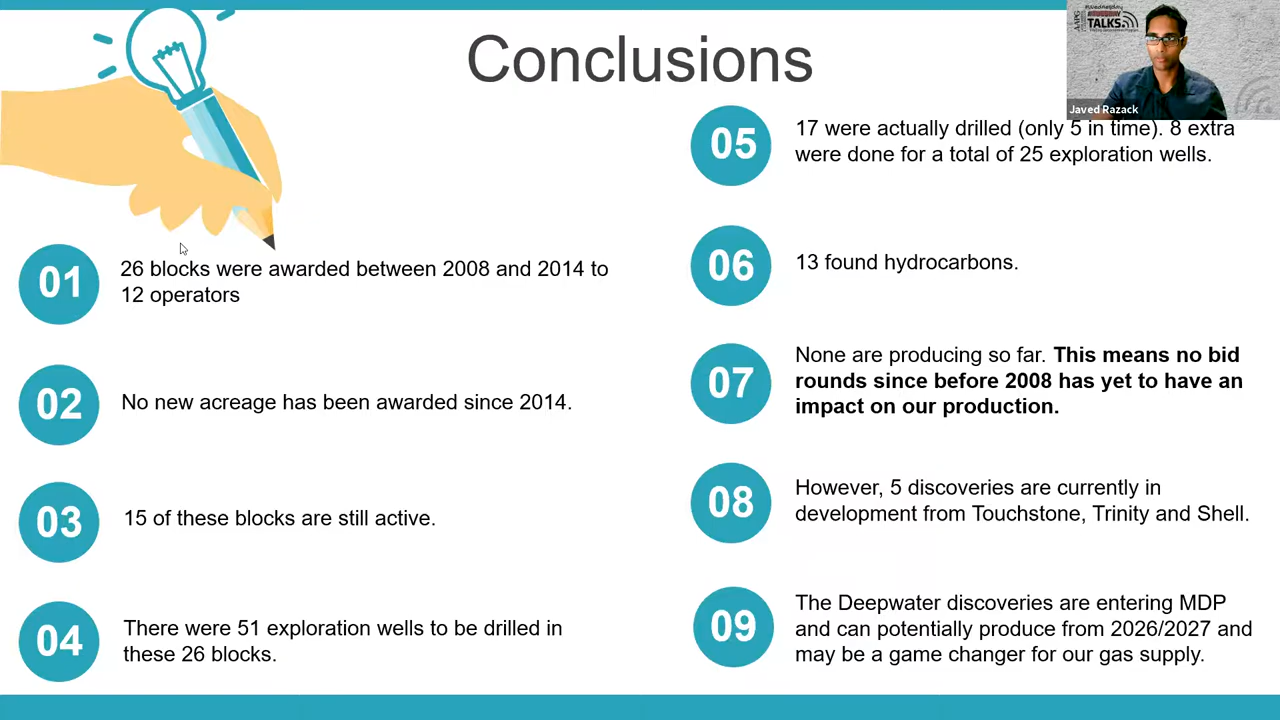 Conclusions
TALKS
Javed Razack
01
26 blocks were awarded between 2008 and 2014 to
12 operators
02
No new acreage has been awarded since 2014.
03
15 of these blocks are still active.
04
There were 51 exploration wells to be drilled in
these 26 blocks.
05
17 were actually drilled (only 5 in time). 8 extra
were done for a total of 25 exploration wells.
06
13 found hydrocarbons.
07
None are producing so far. This means no bid
rounds since before 2008 has yet to have an
impact on our production.
08
However, 5 discoveries are currently in
development from Touchstone, Trinity and Shell.
09
The Deepwater discoveries are entering MDP
and can potentially produce from 2026/2027 and
may be a game changer for our gas supply.